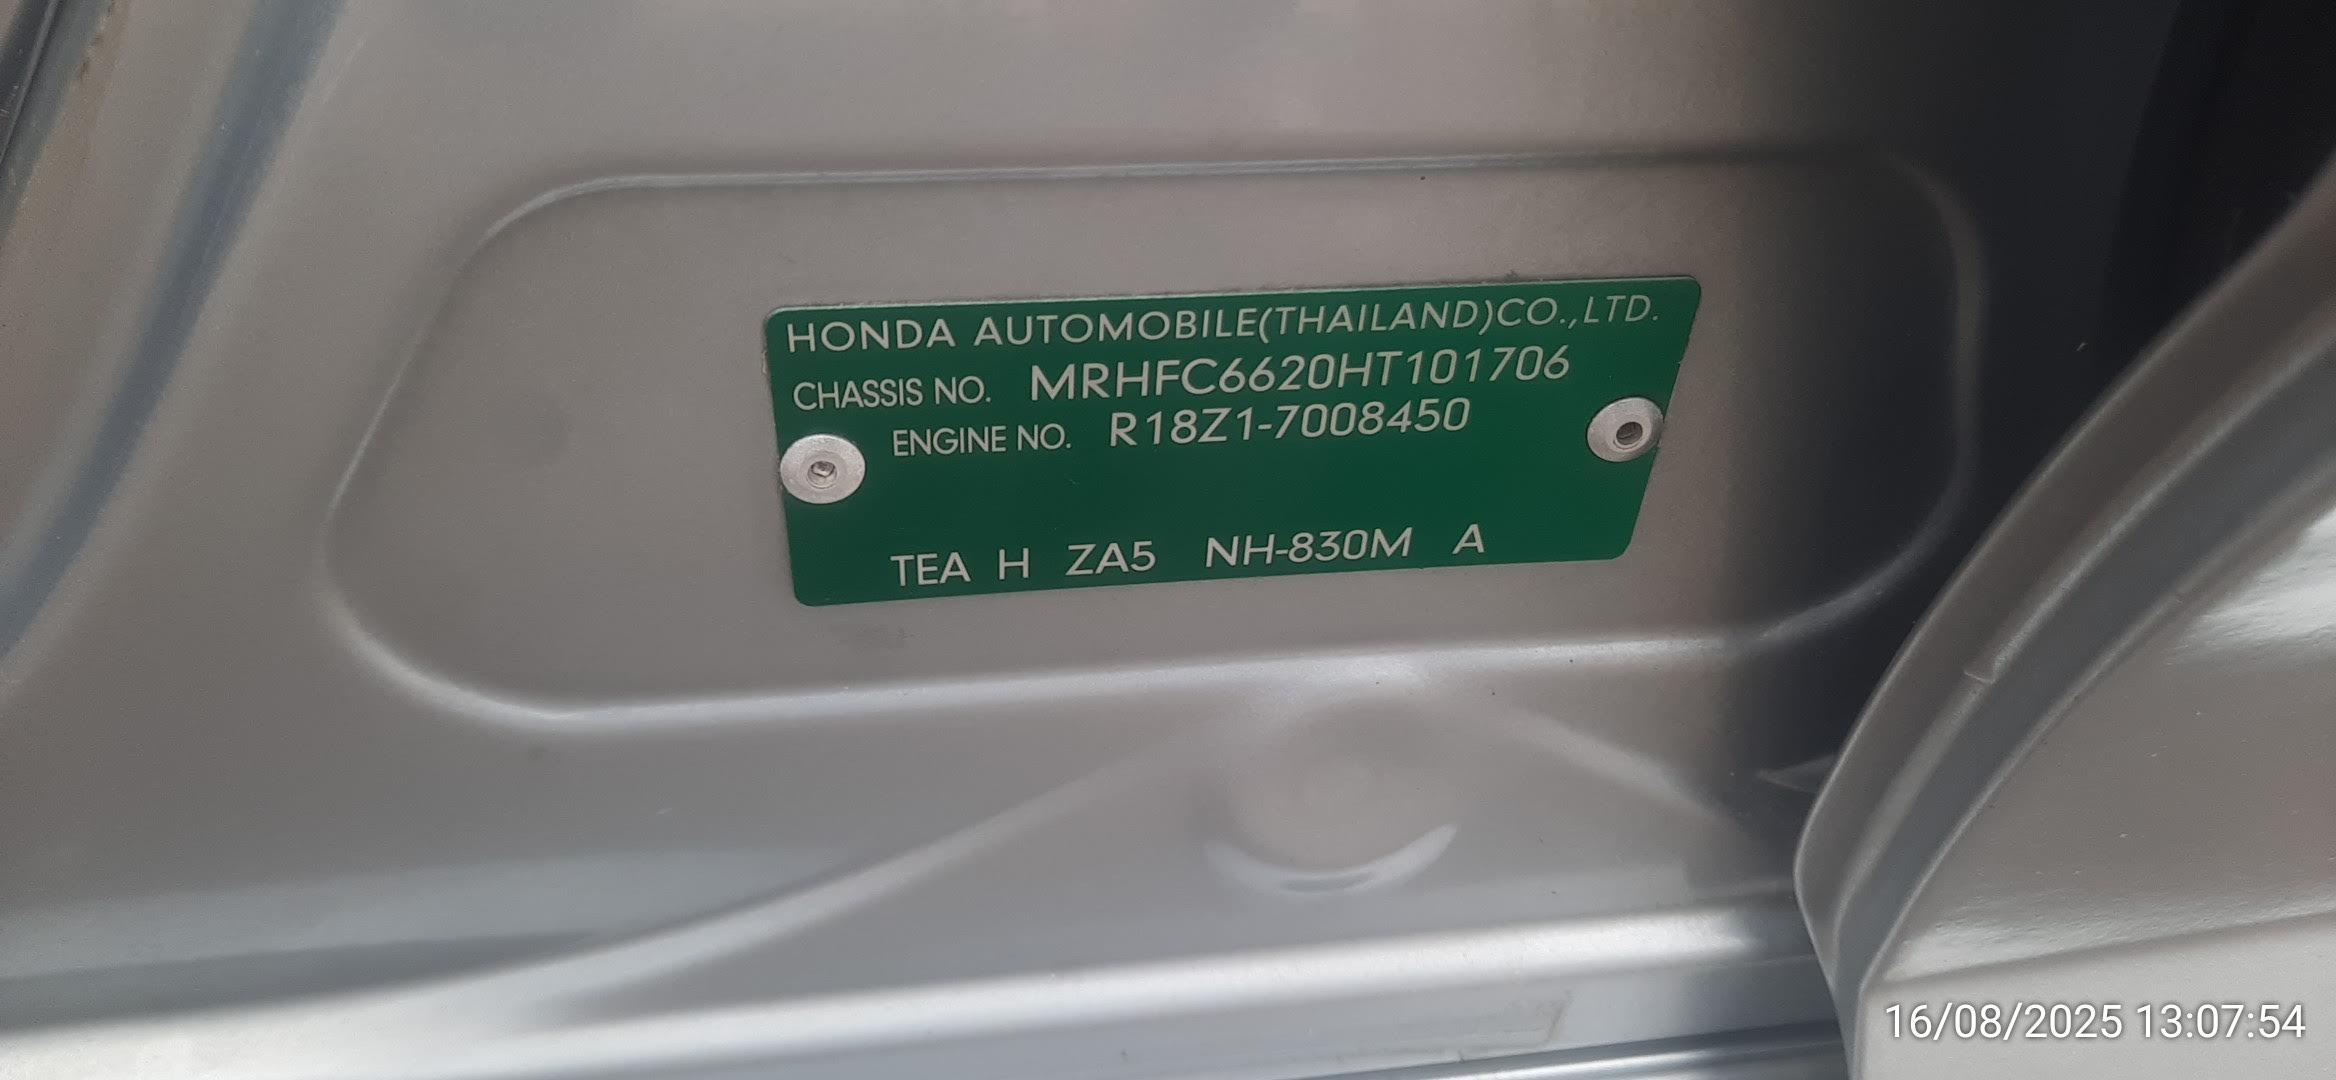 HONDA AUTOMOBILE(THAILAND)CO.,LTD.
CHASSIS NO. MRHFC6620HT101706
ENGINE NO. R18Z1-7008450
TEA H ZA5 NH-830M A
16/08/2025 13:07:54